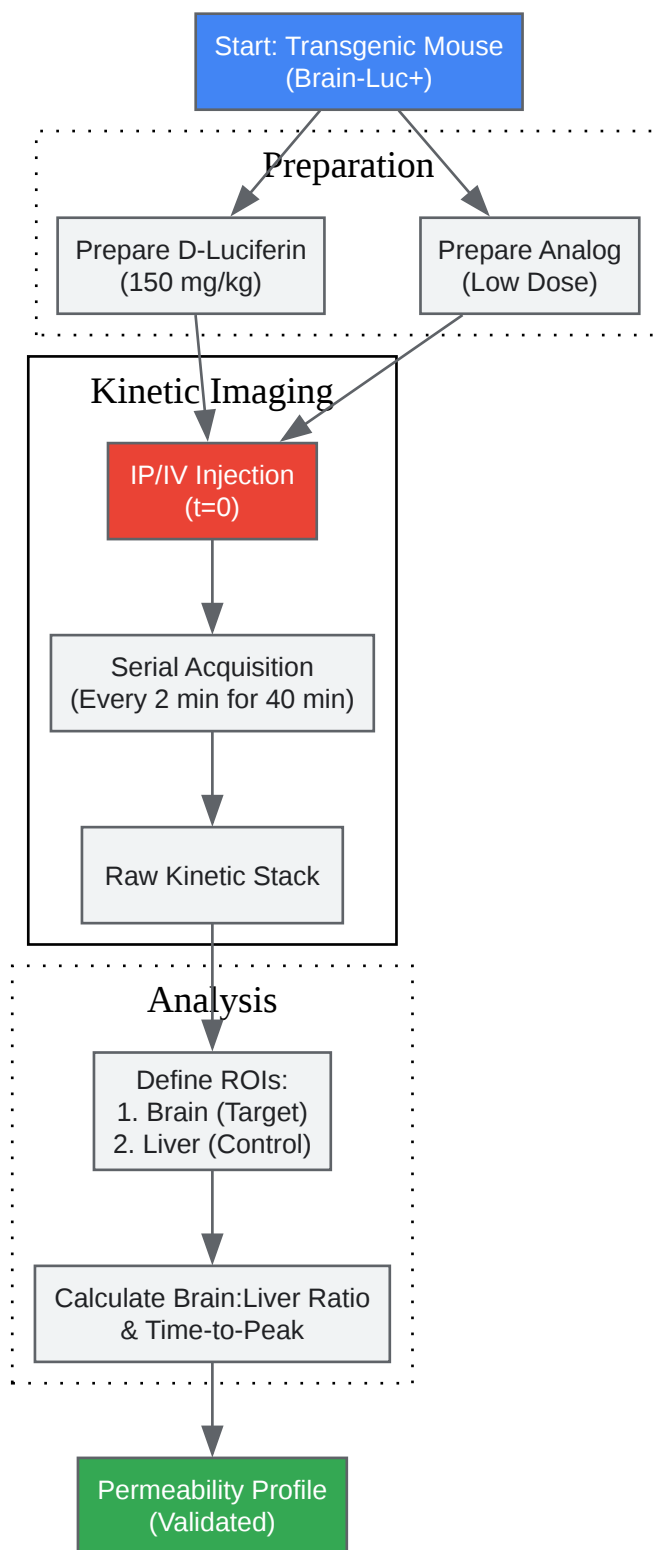 Start: Transgenic Mouse
(Brain-Luc+)
Preparation
Prepare D-Luciferin
(150 mg/kg)
Prepare Analog
(Low Dose)
Kinetic Imaging
IP/IV Injection
(t=0)
Serial Acquisition
(Every 2 min for 40 min)
Raw Kinetic Stack
Analysis
Define ROIs:
1. Brain (Target)
2. Liver (Control)
Calculate Brain:Liver Ratio
& Time-to-Peak
Permeability Profile
(Validated)